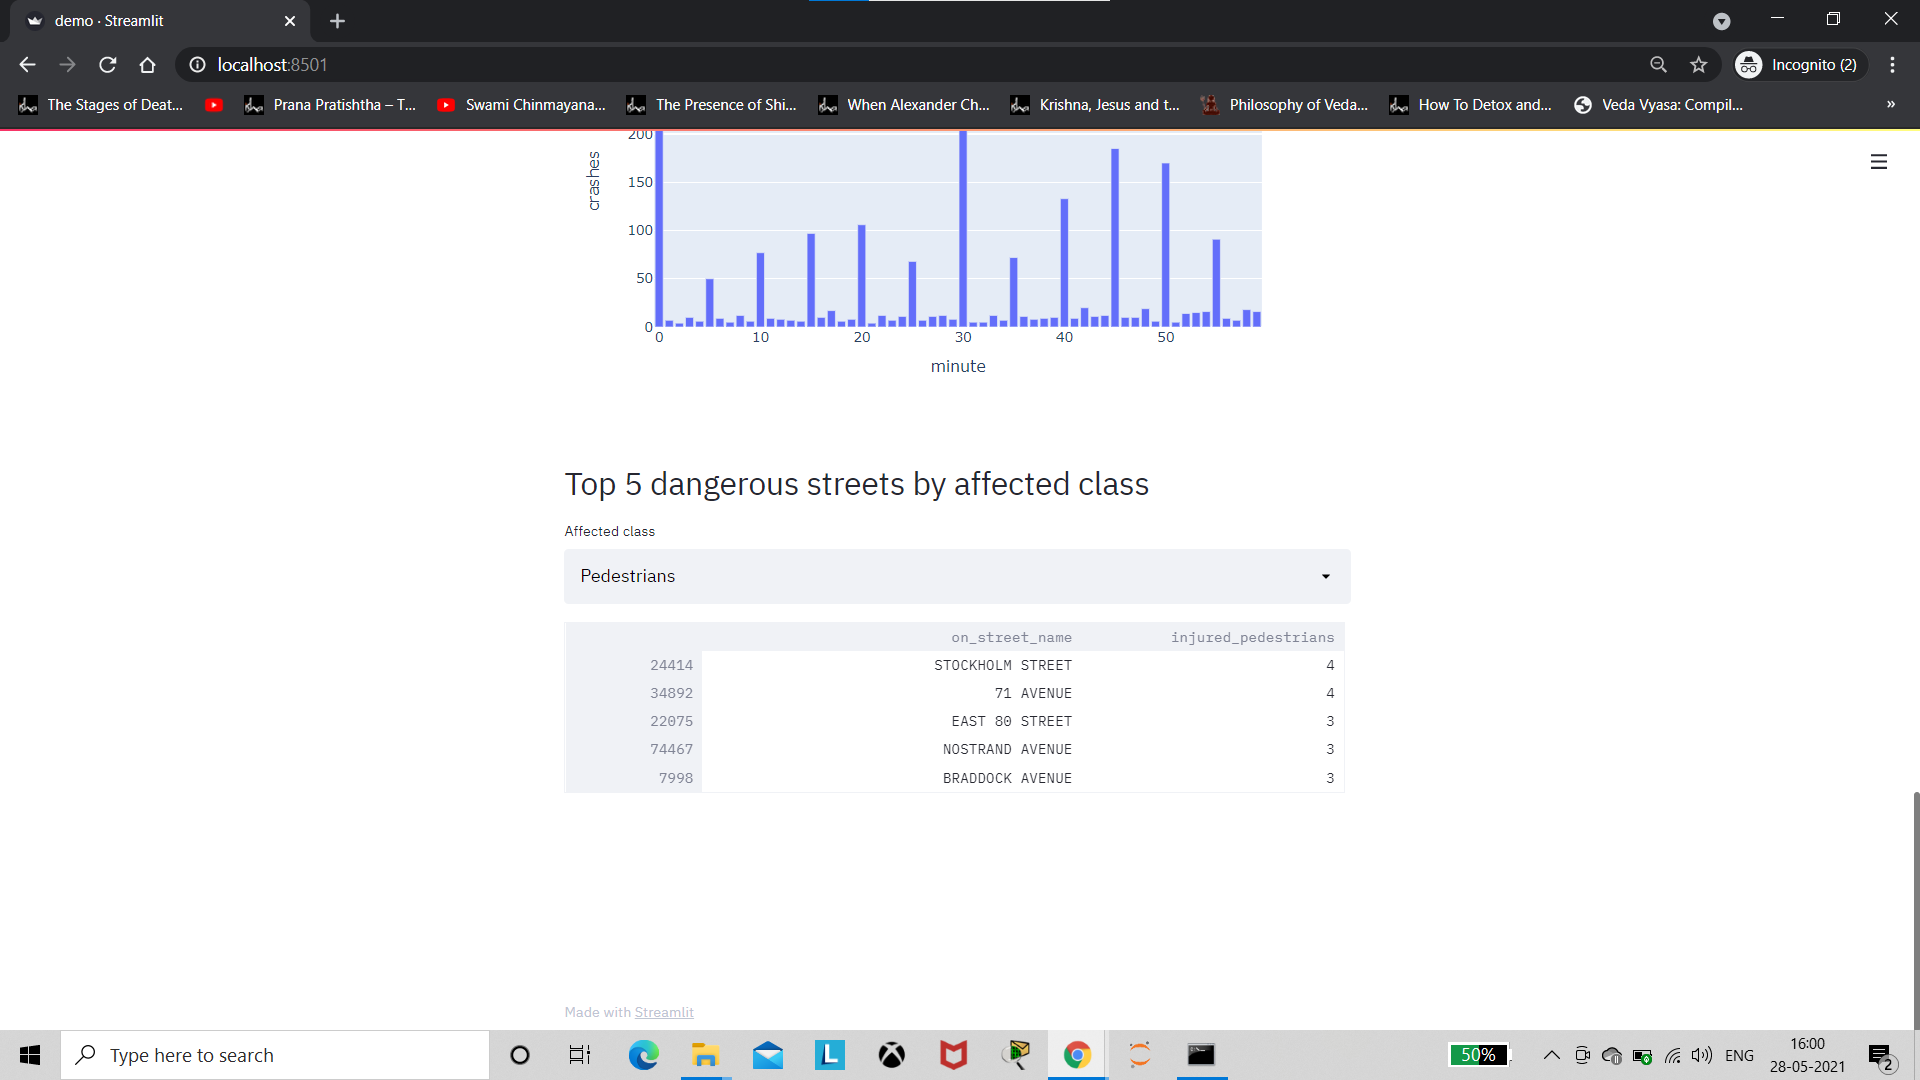 demo · Streamlit
localhost:8501
Incognito (2)
The Stages of Deat...
Prana Pratishtha – T...
Swami Chinmayana...
The Presence of Shi...
When Alexander Ch...
Krishna, Jesus and t...
Philosophy of Veda...
How To Detox and...
Veda Vyasa: Compil...
»
200
150
100
50
0
crashes
0 10 20 30 40 50
minute
Top 5 dangerous streets by affected class
Affected class
Pedestrians
on_street_name injured_pedestrians
24414 STOCKHOLM STREET 4
34892 71 AVENUE 4
22075 EAST 80 STREET 3
74467 NOSTRAND AVENUE 3
7998 BRADDOCK AVENUE 3
Made with Streamlit
Type here to search
L
50%
ENG
16:00
28-05-2021
2